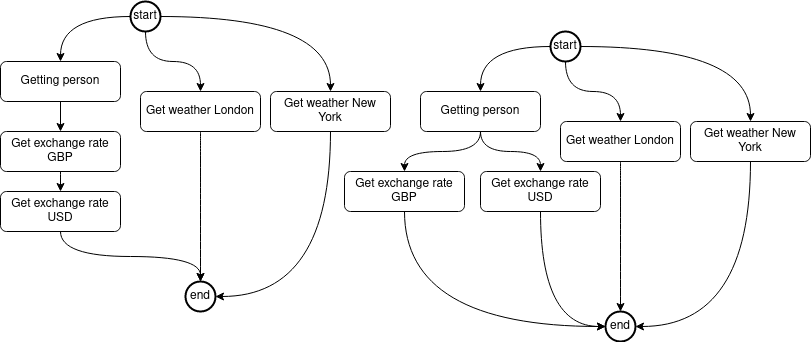 start
Getting person
Get weather London
Get weather New
York
Get exchange rate
GBP
Get exchange rate
USD
end
start
Getting person
Get weather London
Get weather New
York
Get exchange rate
GBP
Get exchange rate
USD
end